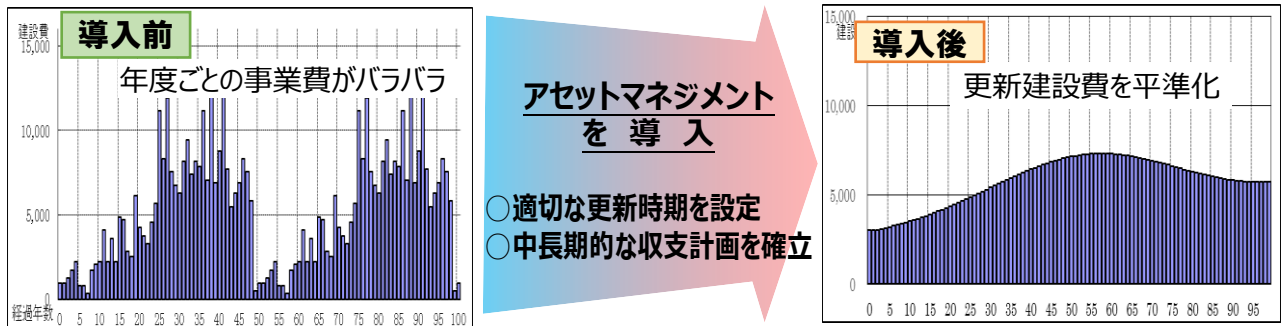 建設費
導入前
15,000
年度ごとの事業費がバラバラ
10,000
5,000
0
経過年数
0 5 10 15 20 25 30 35 40 45 50 55 60 65 70 75 80 85 90 95 100
アセットマネジメント
を 導 入
○適切な更新時期を設定
○中長期的な収支計画を確立
15,000
建設
導入後
更新建設費を平準化
10,000
5,000
0
0 5 10 15 20 25 30 35 40 45 50 55 60 65 70 75 80 85 90 95